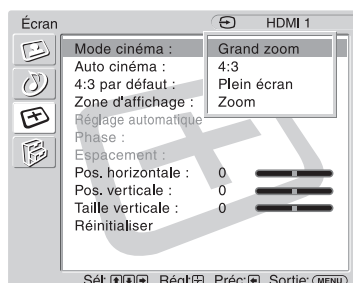 Écran HDMI 1
Mode cinéma : Grand zoom
Auto cinéma : 4:3
4:3 par défaut : Plein écran
Zone d'affichage : Zoom
Réglage automatique
Phase :
Espacement :
Pos. horizontale : 0
Pos. verticale : 0
Taille verticale : 0
Réinitialiser
Sél: Régl: Préc: Sortie: MENU